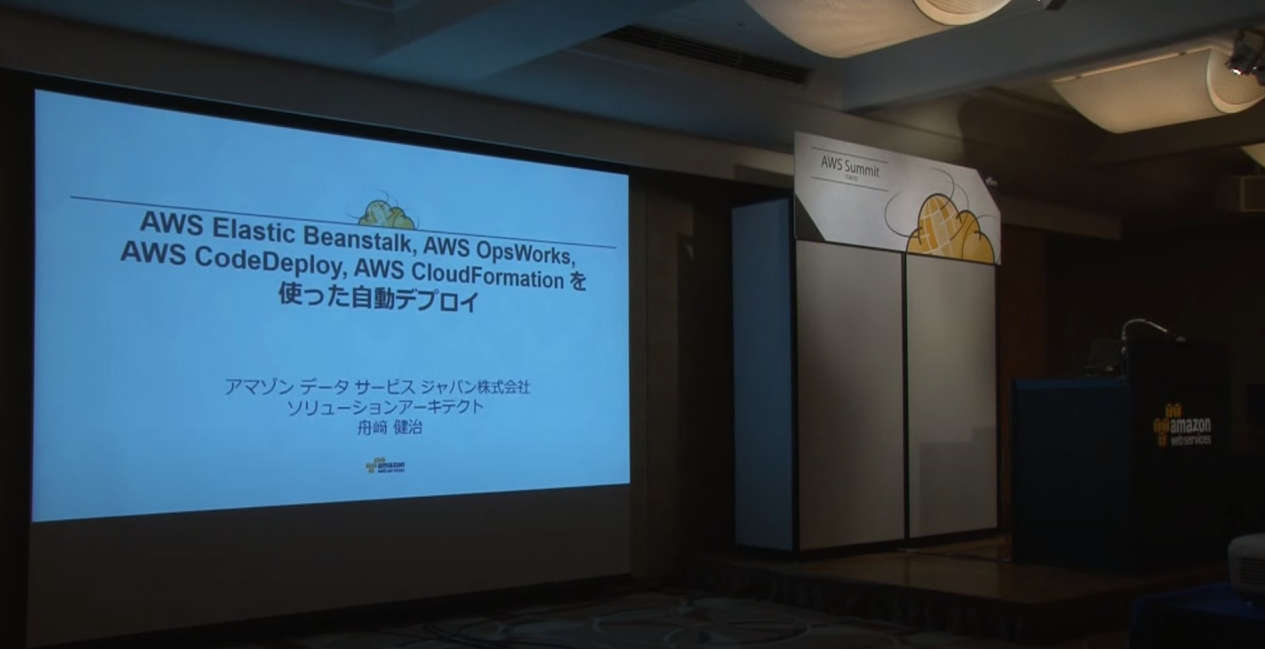 AWS Elastic Beanstalk, AWS OpsWorks,
AWS CodeDeploy, AWS CloudFormation を
使った自動デプロイ
アマゾン データ サービス ジャパン株式会社
ソリューションアーキテクト
舟﨑 健治
amazon
webservices
AWS Summit
amazon
webservices